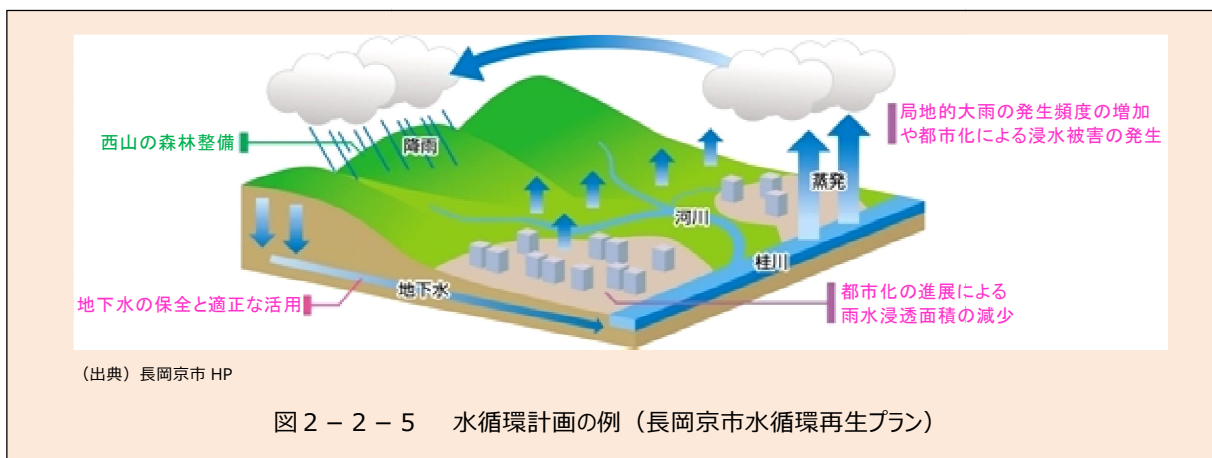 局地的大雨の発生頻度の増加
や都市化による浸水被害の発生
西山の森林整備
降雨
蒸発
河川
桂川
地下水の保全と適正な活用
地下水
都市化の進展による
雨水浸透面積の減少
（出典）長岡京市 HP
図２－２－５　水循環計画の例（長岡京市水循環再生プラン）